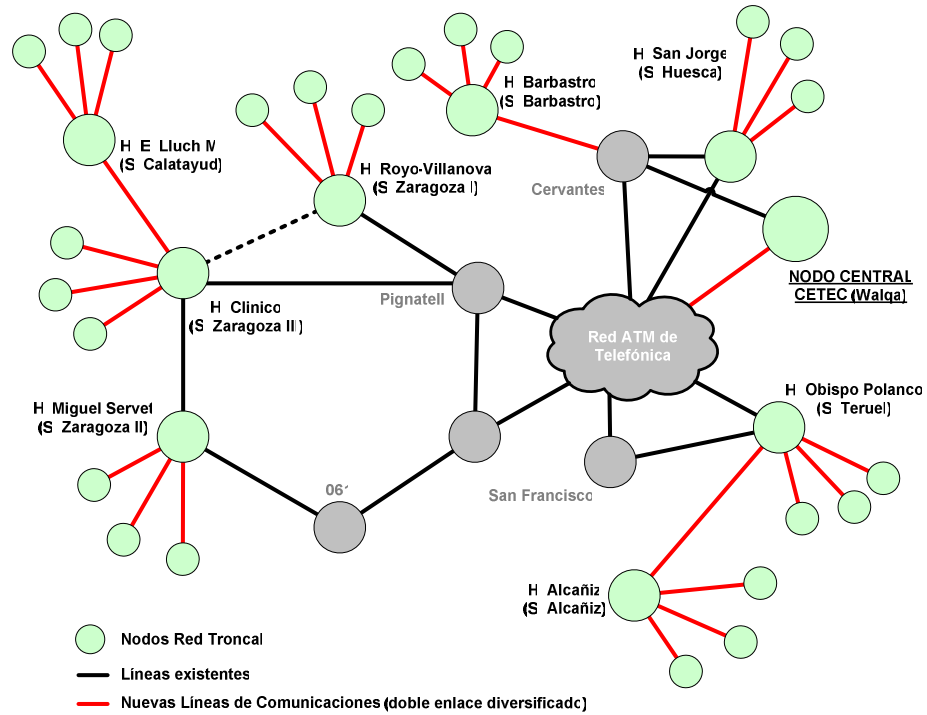 H San Jorge
(S Huesca)
H Barbastro
(S Barbastro)
H E Lluch M
(S Calatayud)
H Royo-Villanova
(S Zaragoza I)
Cervantes
NODO CENTRAL
CETEC (Walqa)
Pignatell
H Clinico
(S Zaragoza III)
Red ATM de
Telefónica
H Miguel Servet
(S Zaragoza II)
H Obispo Polanco
(S Teruel)
061
San Francisco
H Alcañiz
(S Alcañiz)
Nodos Red Troncal
Líneas existentes
Nuevas Líneas de Comunicaciones (doble enlace diversificado)